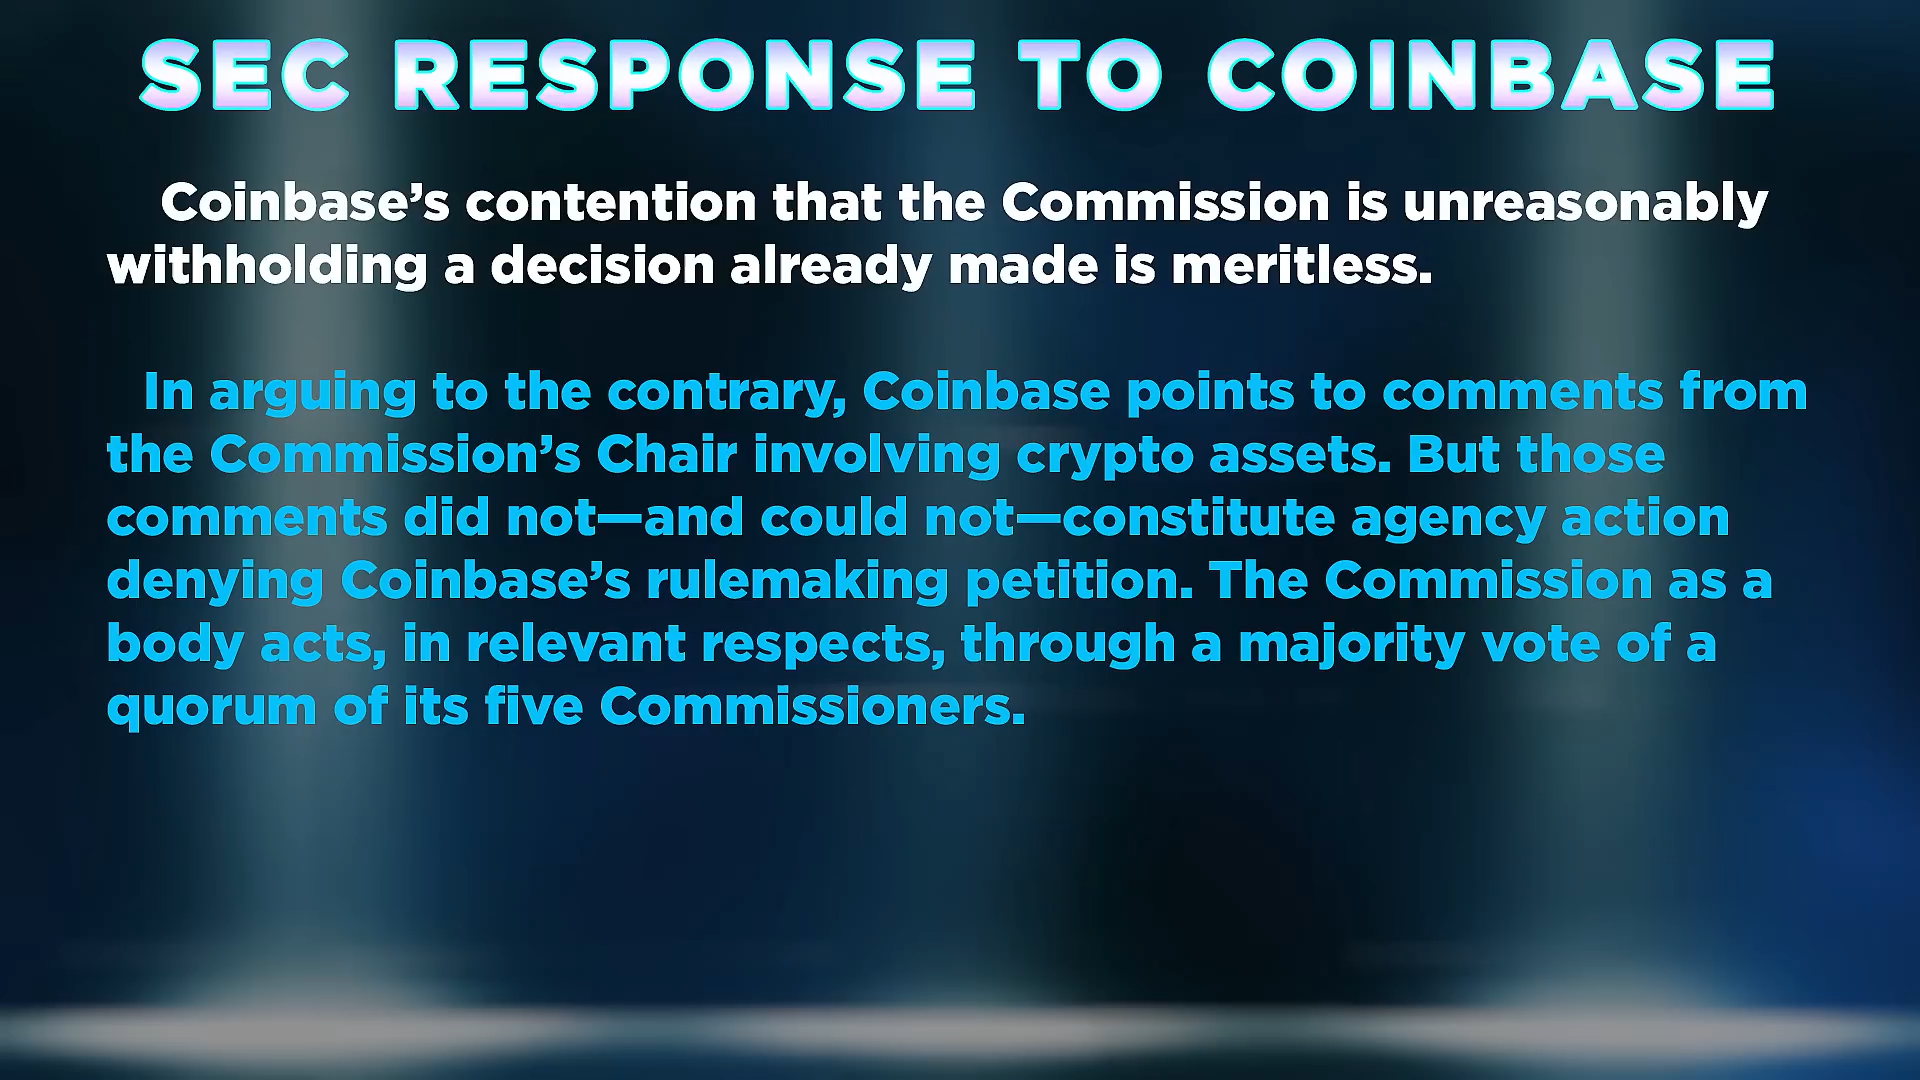 SEC RESPONSE TO COINBASE
Coinbase’s contention that the Commission is unreasonably
withholding a decision already made is meritless.
In arguing to the contrary, Coinbase points to comments from
the Commission’s Chair involving crypto assets. But those
comments did not—and could not—constitute agency action
denying Coinbase’s rulemaking petition. The Commission as a
body acts, in relevant respects, through a majority vote of a
quorum of its five Commissioners.